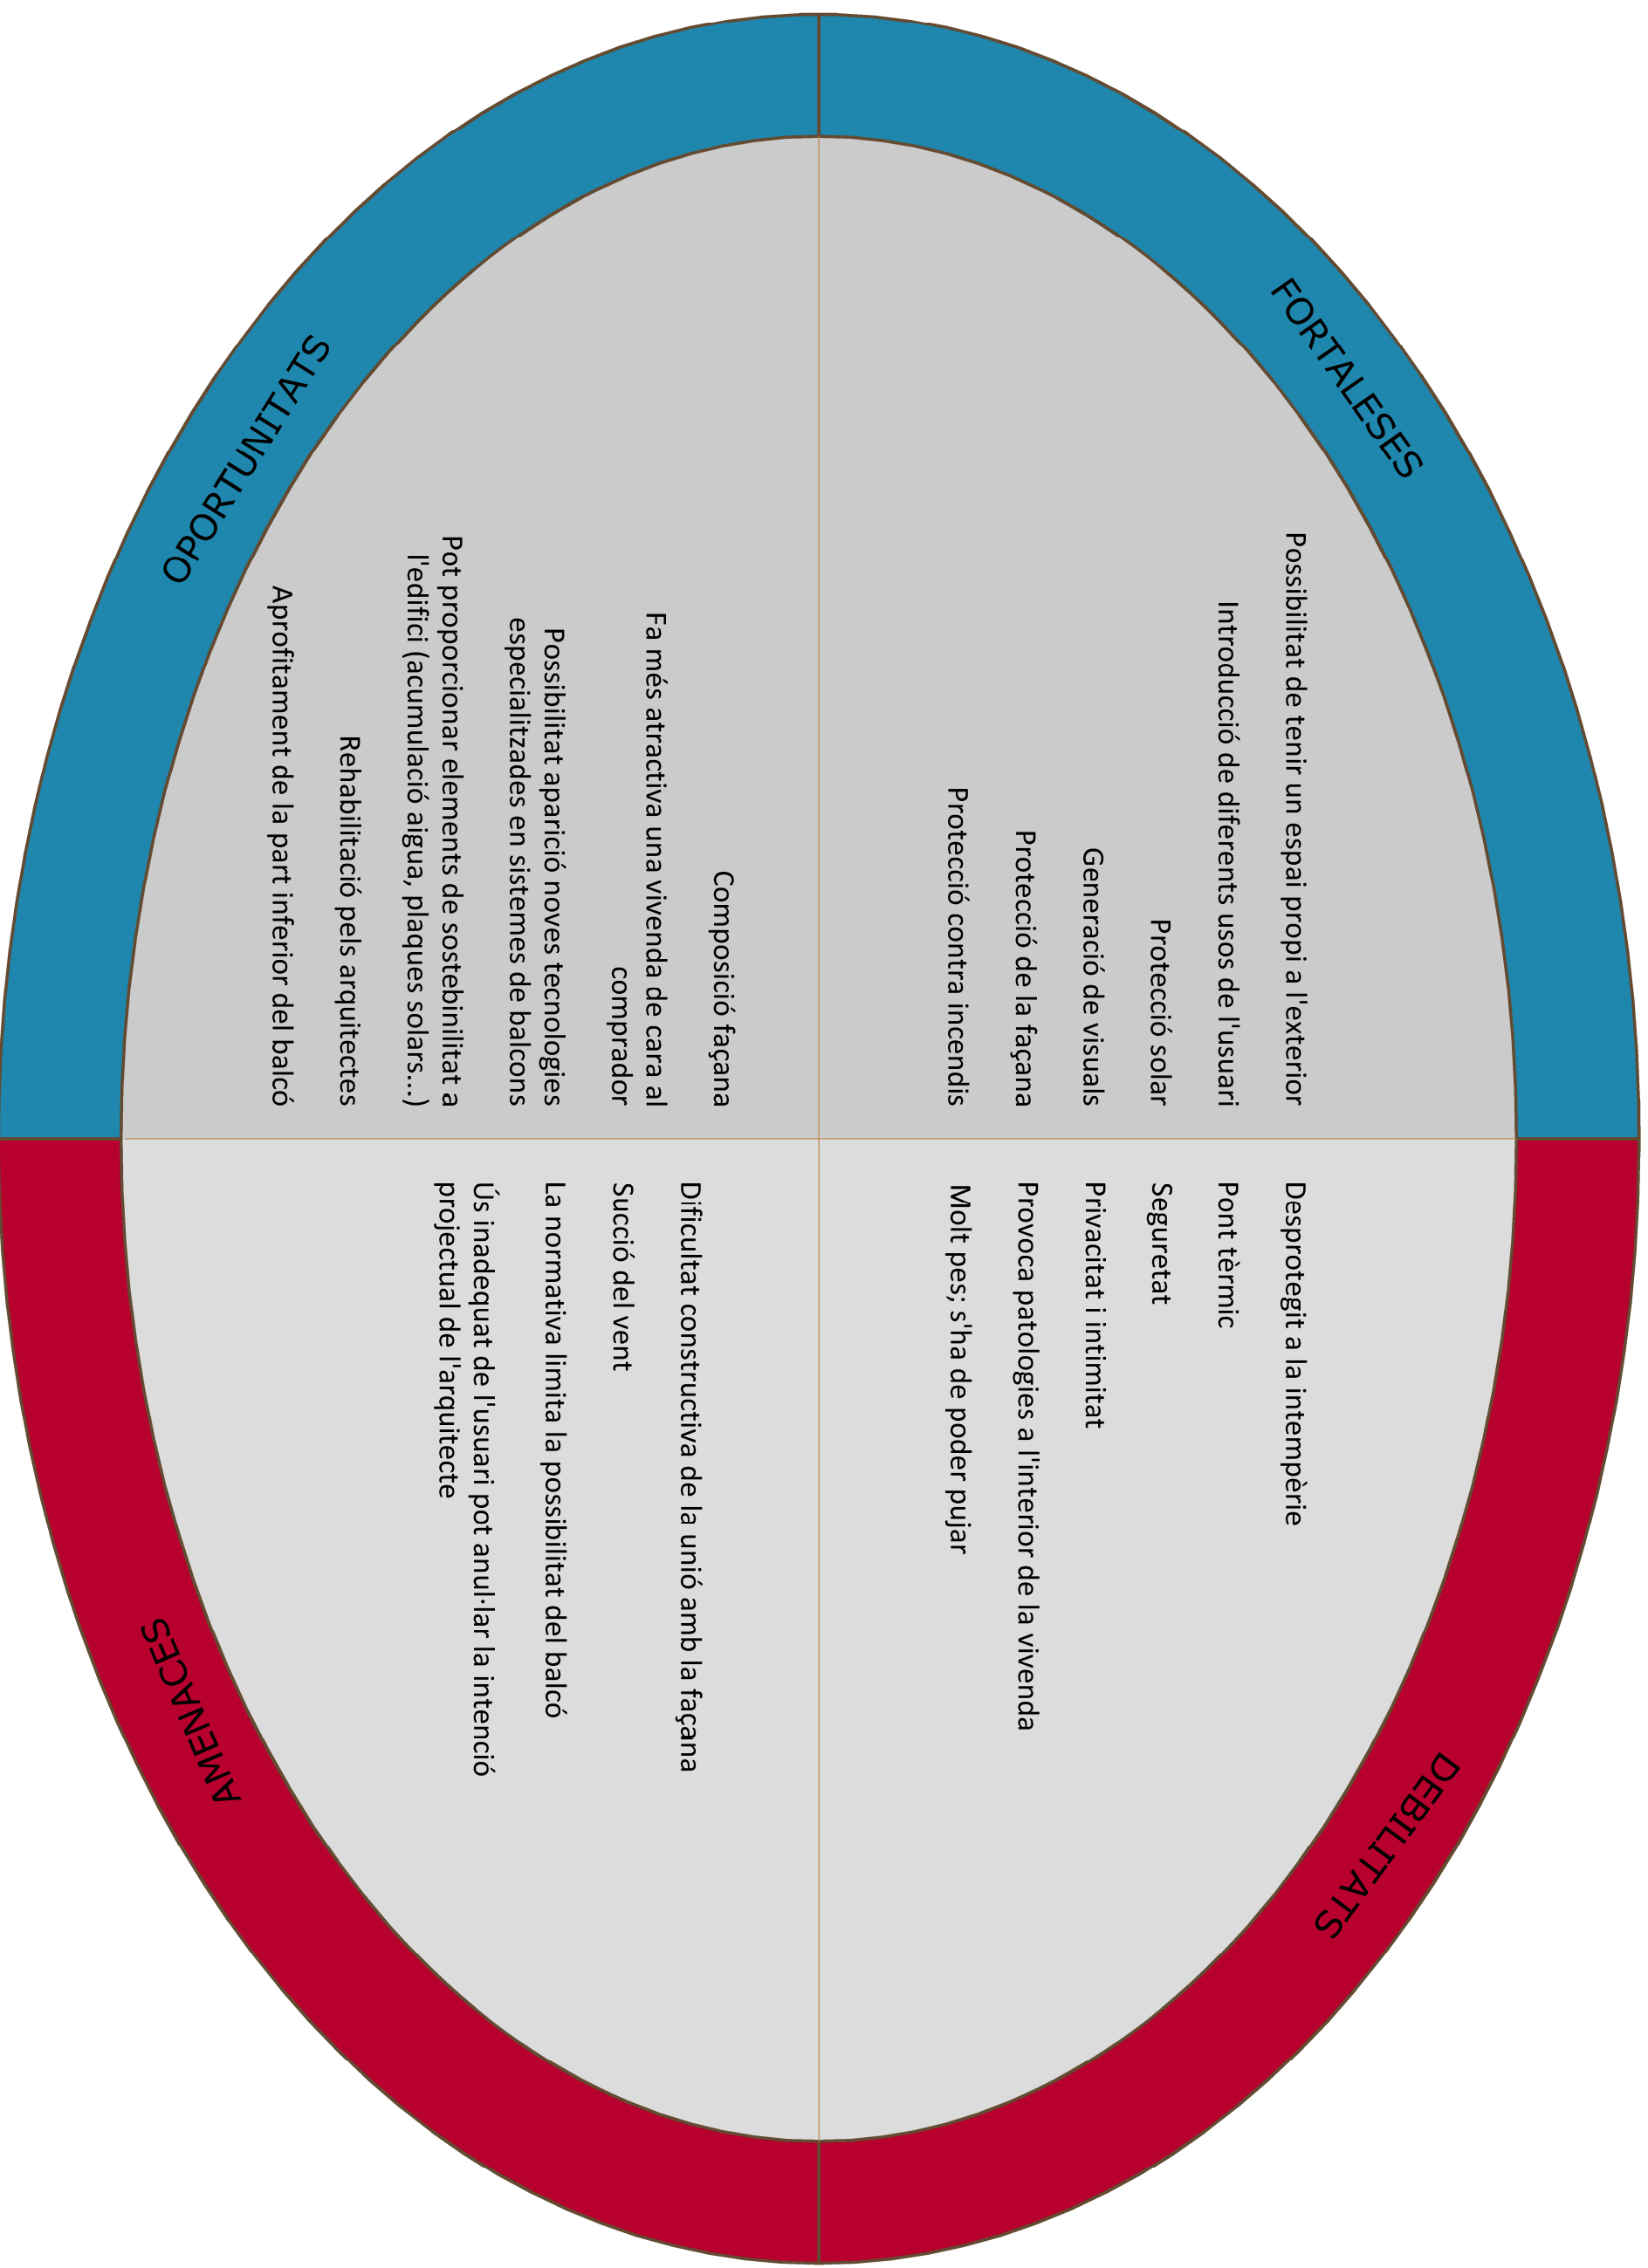 FORTALESES
Possibilitat de tenir un espai propi a l'exterior
Introducció de diferents usos de l'usuari
Protecció solar
Generació de visuals
Protecció de la façana
Protecció contra incendis
DEBILITATS
Desprotegit a la intempèrie
Pont tèrmic
Seguretat
Privacitat i intimitat
Provoca patologies a l'interior de la vivenda
Molt pes; s'ha de poder pujar
OPORTUNITATS
Composició façana
Fa més atractiva una vivenda de cara al
comprador
Possibilitat aparició noves tecnologies
especialitzades en sistemes de balcons
Pot proporcionar elements de sostebinilitat a
l'edifici (acumulació aigua, plaques solars...)
Rehabilitació pels arquitectes
Aprofitament de la part inferior del balcó
AMENACES
Dificultat constructiva de la unió amb la façana
Succió del vent
La normativa limita la possibilitat del balcó
Ús inadequat de l'usuari pot anul·lar la intenció
projectual de l'arquitecte